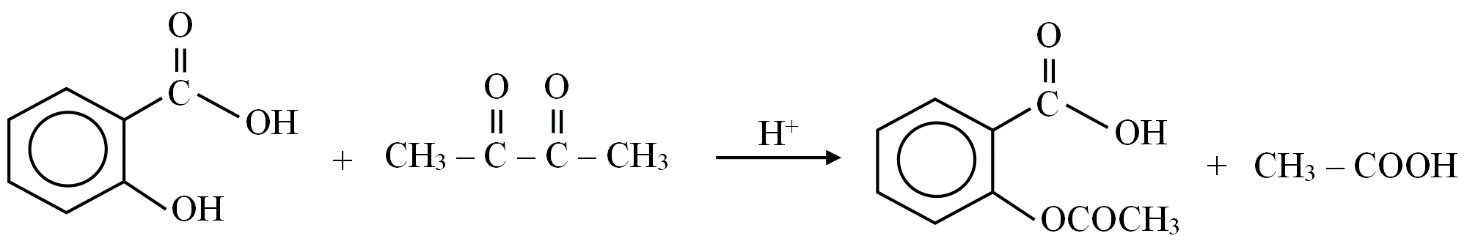 O
||
C
OH
OH
+
O O
|| ||
CH₃ – C – C – CH₃
H⁺
O
||
C
OH
OCOCH₃
+
CH₃ – COOH